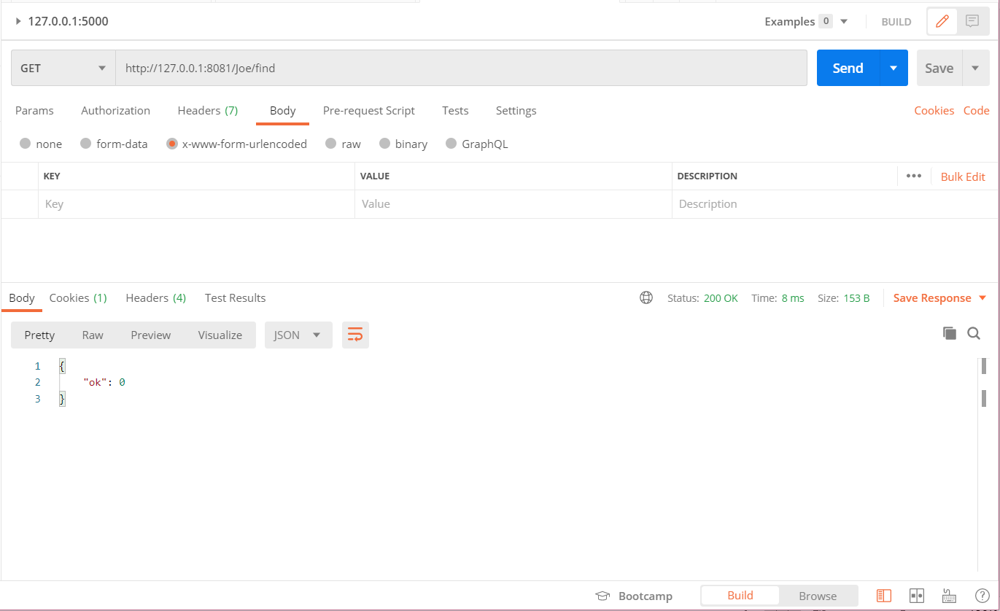 127.0.0.1:5000 Examples 0 BUILD
GET http://127.0.0.1:8081/Joe/find Send Save
Params Authorization Headers (7) Body Pre-request Script Tests Settings Cookies Code
none form-data x-www-form-urlencoded raw binary GraphQL
KEY VALUE DESCRIPTION ••• Bulk Edit
Key Value Description
Body Cookies (1) Headers (4) Test Results Status: 200 OK Time: 8 ms Size: 153 B Save Response
Pretty Raw Preview Visualize JSON
1 {
2 "ok": 0
3 }
Bootcamp Build Browse ?